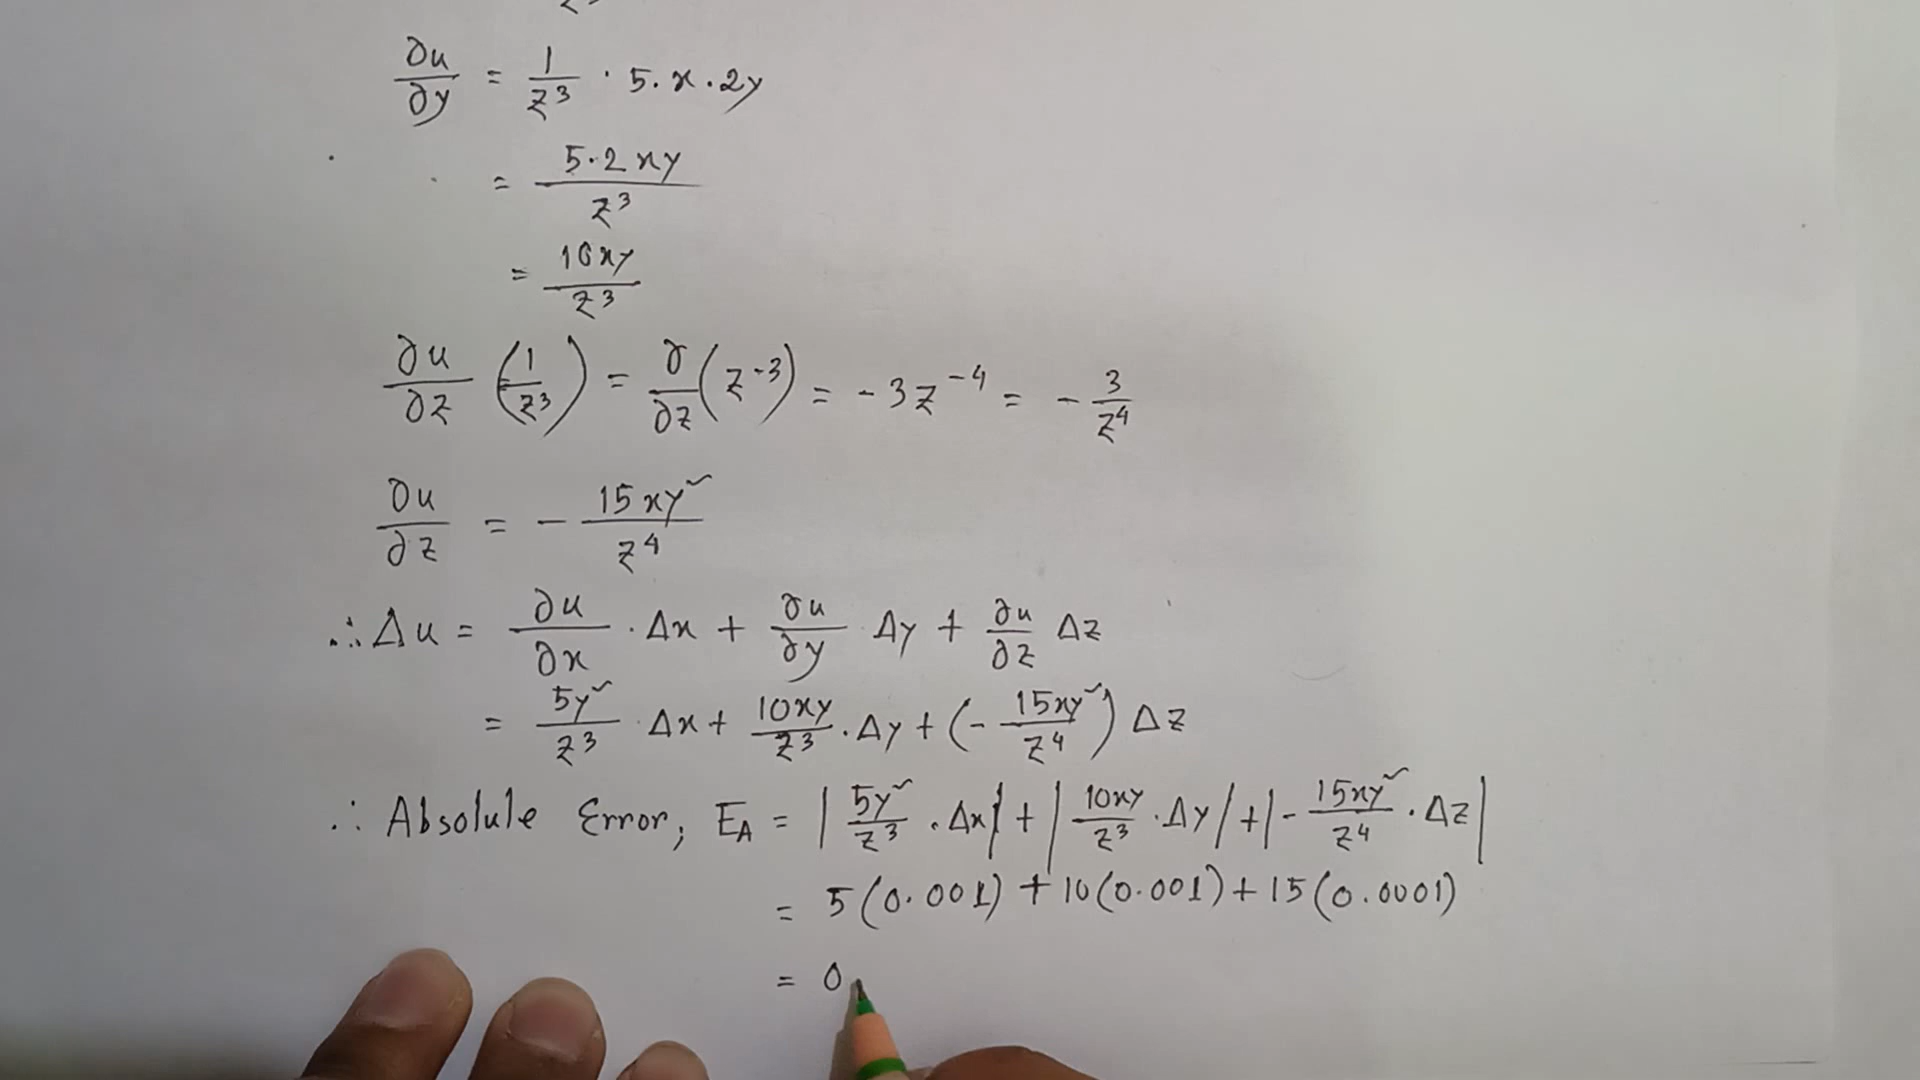 ∂u/∂y = 1/z³ · 5 · x · 2y
= 5·2xy/z³
= 10xy/z³
∂u/∂z (1/z³) = ∂/∂z (z⁻³) = -3z⁻⁴ = -3/z⁴
∂u/∂z = -15xy²/z⁴
∴ Δu = ∂u/∂x · Δx + ∂u/∂y Δy + ∂u/∂z Δz
= 5y²/z³ · Δx + 10xy/z³ · Δy + (-15xy²/z⁴) Δz
∴ Absolute Error, E_A = |5y²/z³ · Δx| + |10xy/z³ · Δy| + |-15xy²/z⁴ · Δz|
= 5(0.001) + 10(0.001) + 15(0.0001)
= 0.